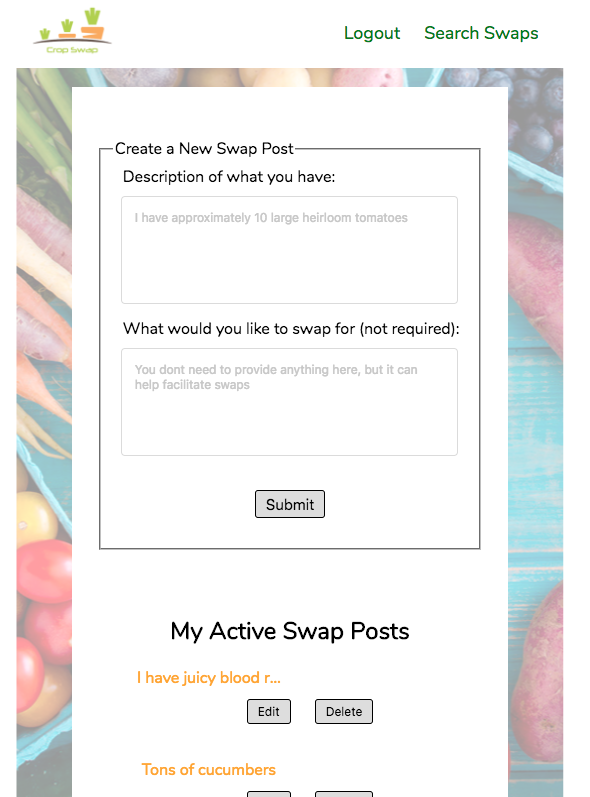 Crop Swap
Logout Search Swaps
Create a New Swap Post
Description of what you have:
I have approximately 10 large heirloom tomatoes
What would you like to swap for (not required):
You dont need to provide anything here, but it can
help facilitate swaps
Submit
My Active Swap Posts
I have juicy blood r...
Edit Delete
Tons of cucumbers